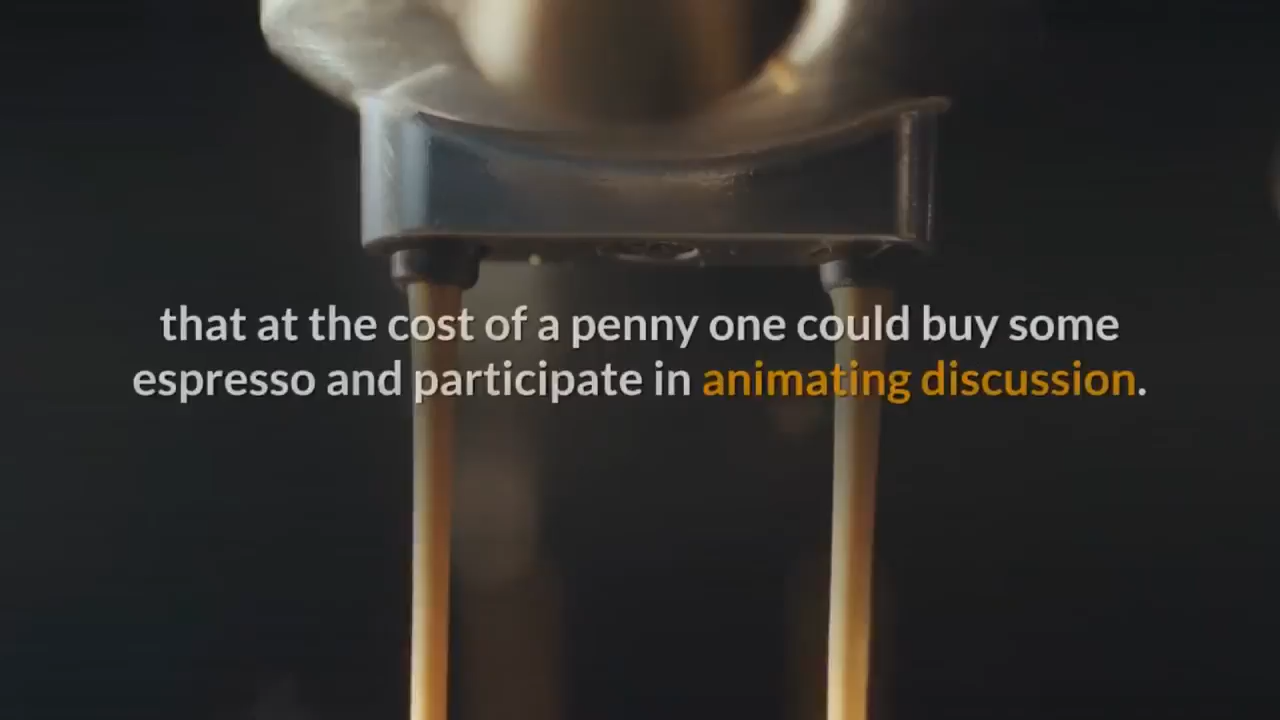 that at the cost of a penny one could buy some
espresso and participate in animating discussion.